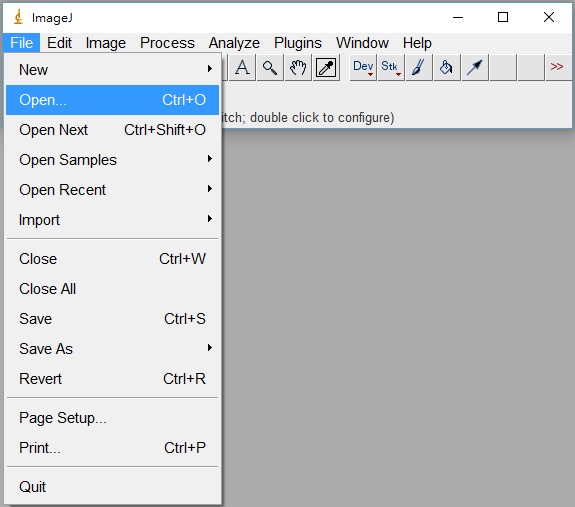 ImageJ
File Edit Image Process Analyze Plugins Window Help
A Dev Stk >>
itch; double click to configure)
New
Open... Ctrl+O
Open Next Ctrl+Shift+O
Open Samples
Open Recent
Import
Close Ctrl+W
Close All
Save Ctrl+S
Save As
Revert Ctrl+R
Page Setup...
Print... Ctrl+P
Quit